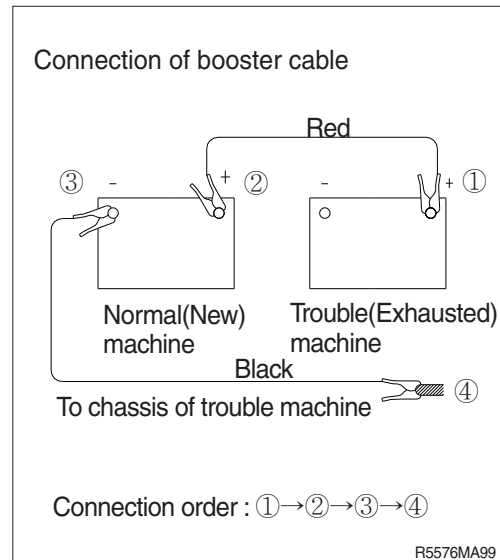 Connection of booster cable
Red
③ - + ② - + ①
Normal(New)
machine
Trouble(Exhausted)
machine
Black
④
To chassis of trouble machine
Connection order : ①→②→③→④
R5576MA99